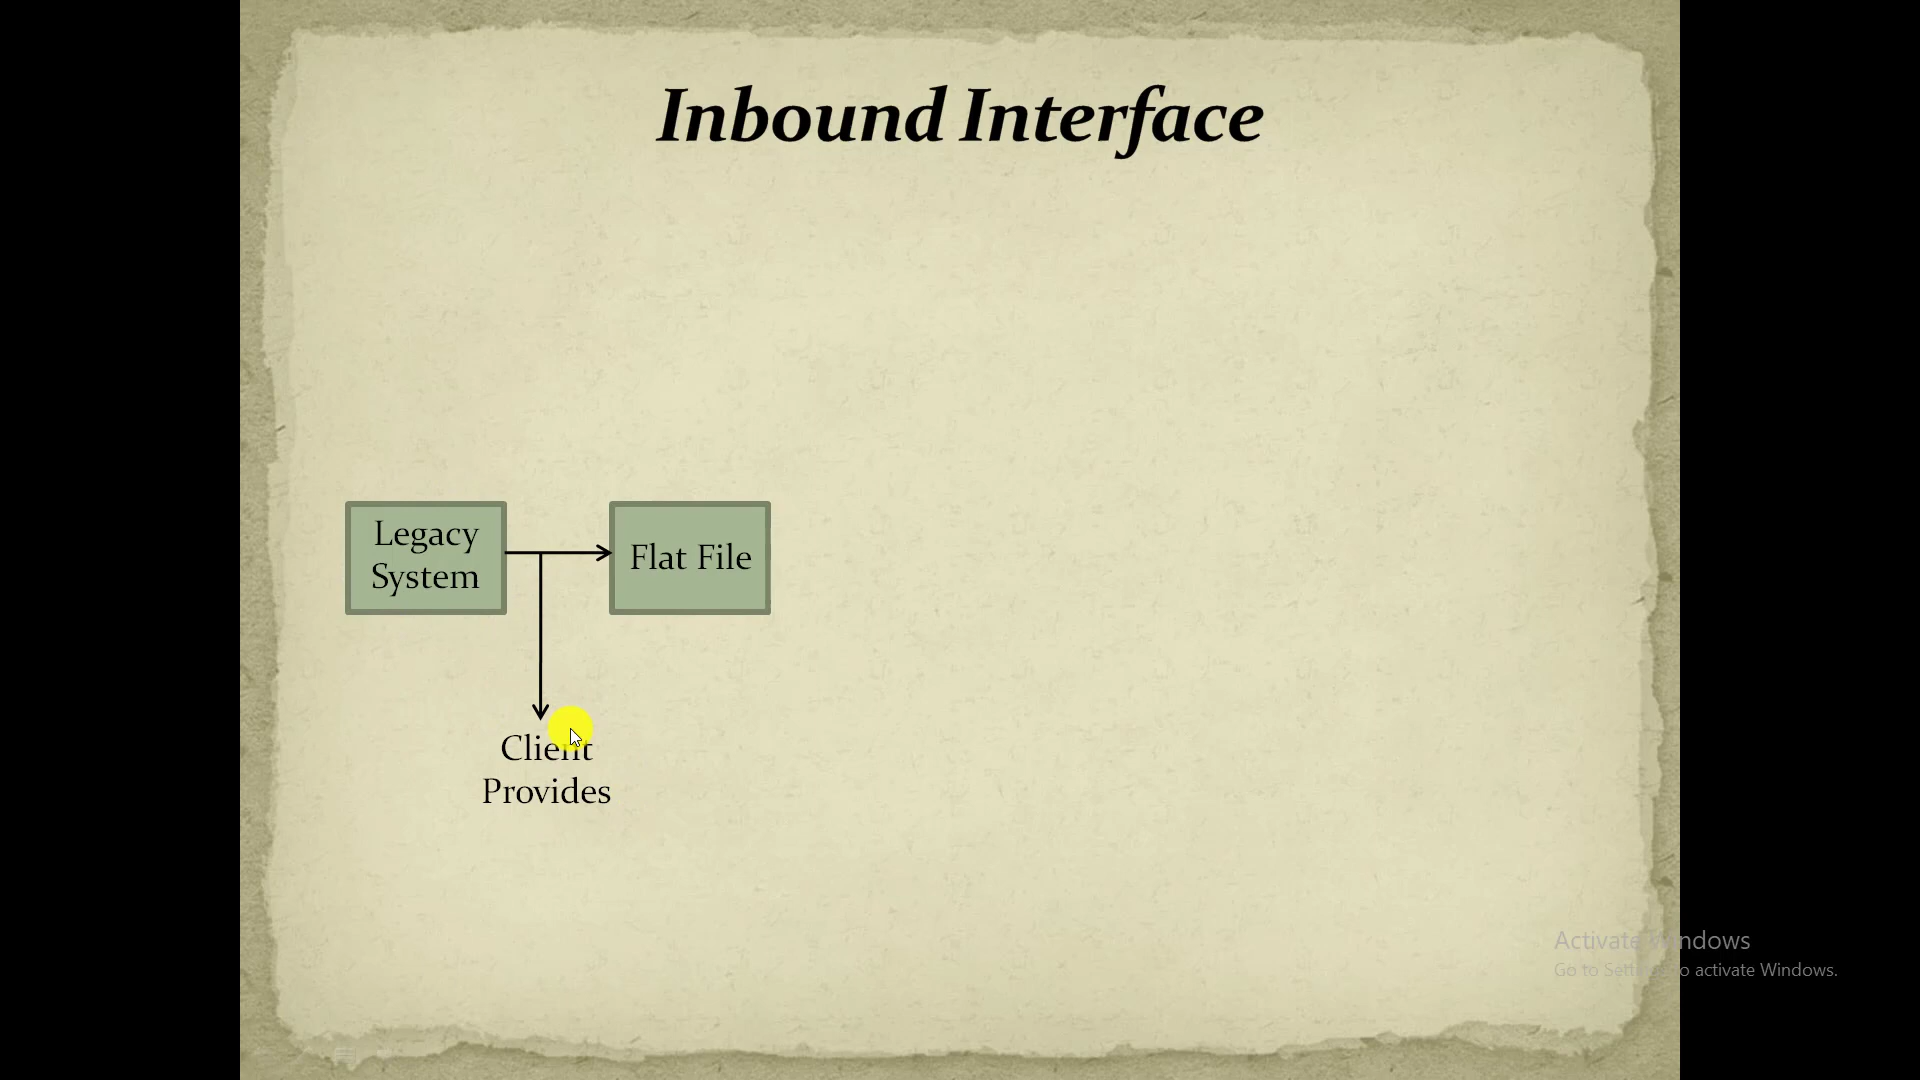 Inbound Interface
Legacy
System
Flat File
Client
Provides
Activate Windows
Go to Settings to activate Windows.